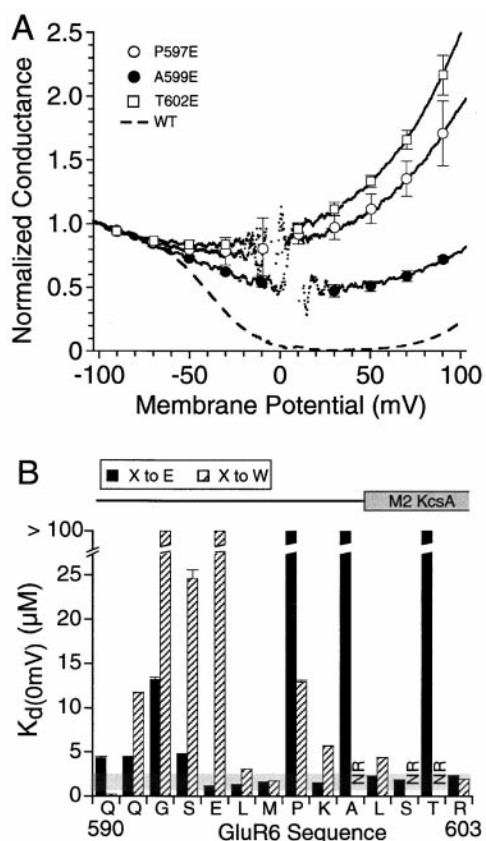 A
2.5
2.0
1.5
1.0
0.5
0
Normalized Conductance
P597E
A599E
T602E
WT
-100 -50 0 50 100
Membrane Potential (mV)
B
X to E X to W
M2 KcsA
> 100
25
15
10
5
0
Kd(0mV) (μM)
NR NR NR
Q Q G S E L M P K A L S T R
590 GluR6 Sequence 603